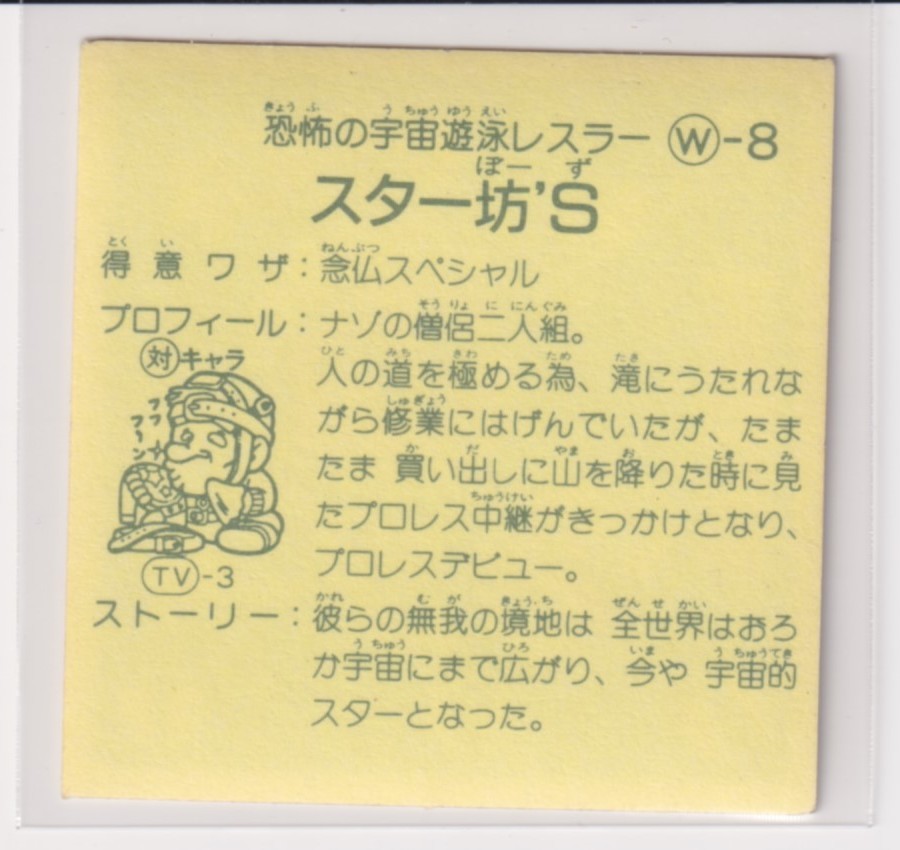 恐怖の宇宙遊泳レスラー Ⓦ-8
スター坊'S
得意ワザ：念仏スペシャル
プロフィール：ナゾの僧侶二人組。
対キャラ
人の道を極める為、滝にうたれな
がら修業にはげんでいたが、たま
たま 買い出しに山を降りた時に見
たプロレス中継がきっかけとなり、
プロレスデビュー。
フフフフーン
TV-3
ストーリー：彼らの無我の境地は 全世界はおろ
か宇宙にまで広がり、今や 宇宙的
スターとなった。